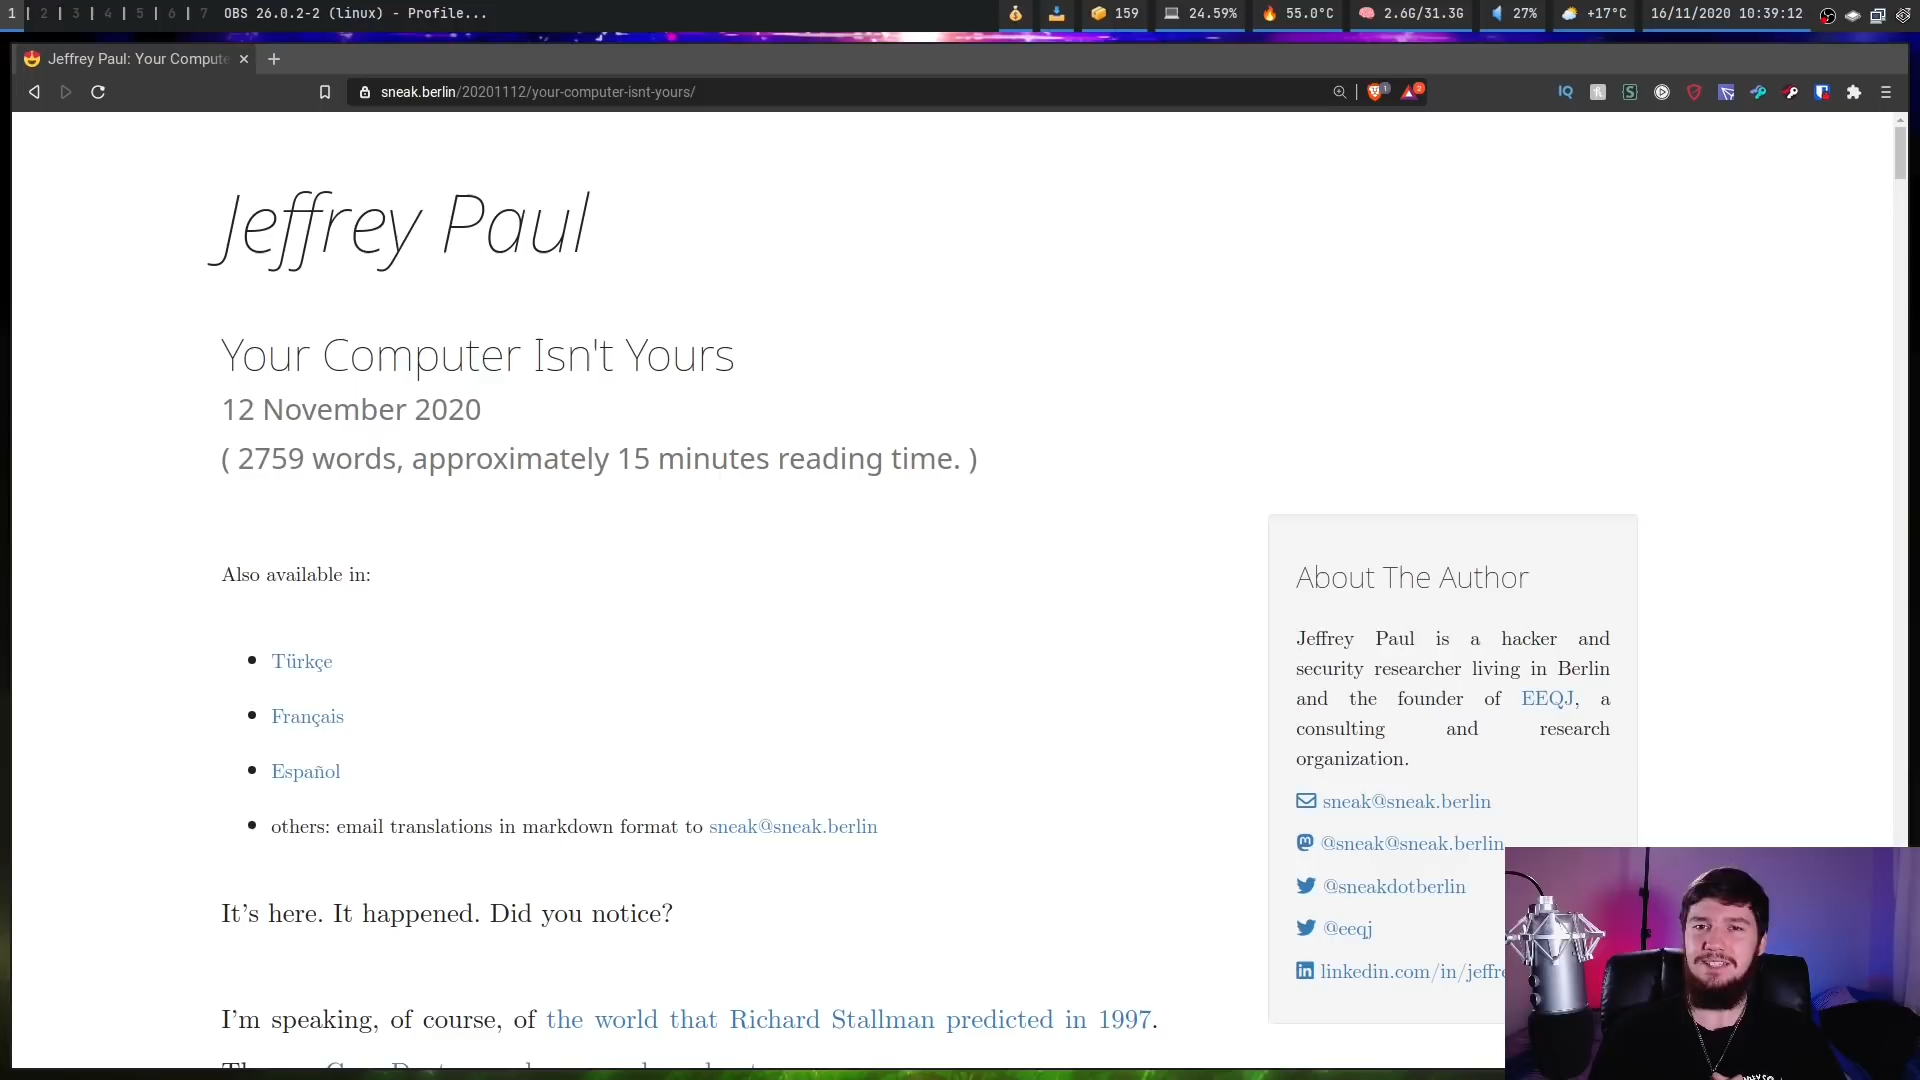 1 | 2 | 3 | 4 | 5 | 6 | 7 OBS 26.0.2-2 (linux) - Profile...
159 24.59% 55.0°C 2.6G/31.3G 27% +17°C 16/11/2020 10:39:12
Jeffrey Paul: Your Compute
sneak.berlin/20201112/your-computer-isnt-yours/
Jeffrey Paul
Your Computer Isn't Yours
12 November 2020
( 2759 words, approximately 15 minutes reading time. )
Also available in:
Türkçe
Français
Español
others: email translations in markdown format to sneak@sneak.berlin
It's here. It happened. Did you notice?
I'm speaking, of course, of the world that Richard Stallman predicted in 1997.
About The Author
Jeffrey Paul is a hacker and
security researcher living in Berlin
and the founder of EEQJ, a
consulting and research
organization.
sneak@sneak.berlin
@sneak@sneak.berlin
@sneakdotberlin
@eeqj
linkedin.com/in/jeffre